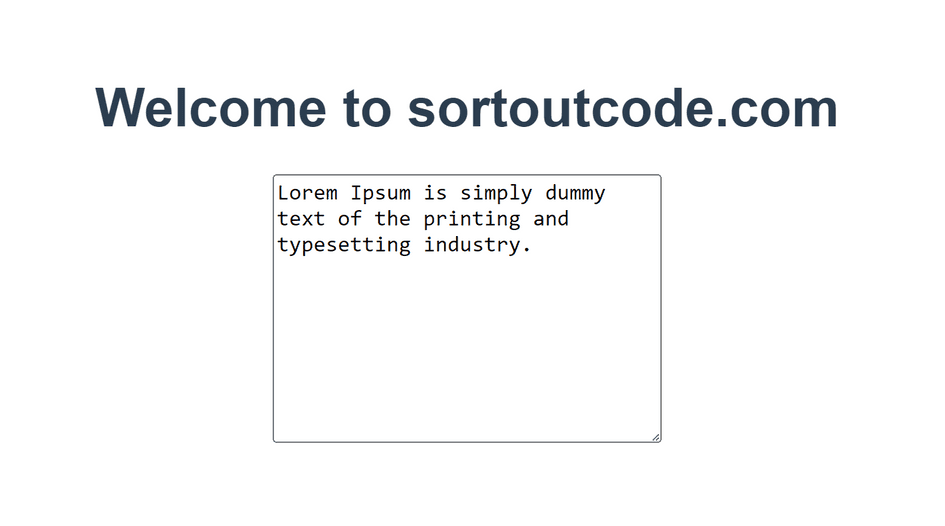 Welcome to sortoutcode.com
Lorem Ipsum is simply dummy
text of the printing and
typesetting industry.